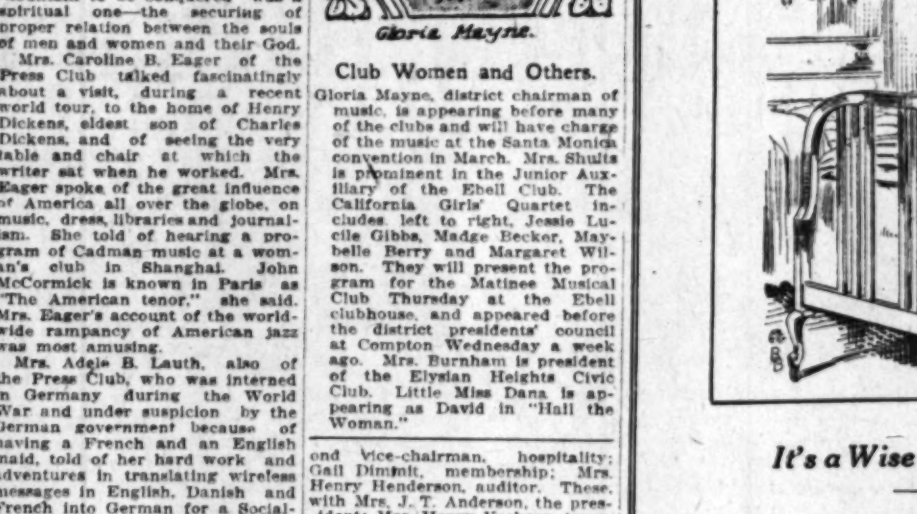 spiritual one—the securing of
proper relation between the souls
of men and women and their God.
Mrs. Caroline B. Eager of the
Press Club talked fascinatingly
about a visit, during a recent
world tour, to the home of Henry
Dickens, eldest son of Charles
Dickens, and of seeing the very
table and chair at which the
writer sat when he worked. Mrs.
Eager spoke of the great influence
of America all over the globe, on
music, dress, libraries and journal-
ism. She told of hearing a pro-
gram of Cadman music at a wom-
an's club in Shanghai. John
McCormick is known in Paris as
"The American tenor," she said.
Mrs. Eager's account of the world-
wide rampancy of American jazz
was most amusing.
Mrs. Adele B. Lauth, also of
the Press Club, who was interned
in Germany during the World
War and under suspicion by the
German government because of
having a French and an English
maid, told of her hard work and
adventures in translating wireless
messages in English, Danish and
French into German for a Social-
Gloria Mayne.
Club Women and Others.
Gloria Mayne, district chairman of
music, is appearing before many
of the clubs and will have charge
of the music at the Santa Monica
convention in March. Mrs. Shults
is prominent in the Junior Aux-
iliary of the Ebell Club. The
California Girls' Quartet in-
cludes, left to right, Jessie Lu-
cile Gibbs, Madge Becker, May-
belle Berry and Margaret Wil-
son. They will present the pro-
gram for the Matinee Musical
Club Thursday at the Ebell
clubhouse, and appeared before
the district presidents' council
at Compton Wednesday a week
ago. Mrs. Burnham is president
of the Elysian Heights Civic
Club. Little Miss Dana is ap-
pearing as David in "Hail the
Woman."
ond vice-chairman, hospitality;
Gail Dimmit, membership; Mrs.
Henry Henderson, auditor. These,
with Mrs. J. T. Anderson, the pres-
It's a Wise